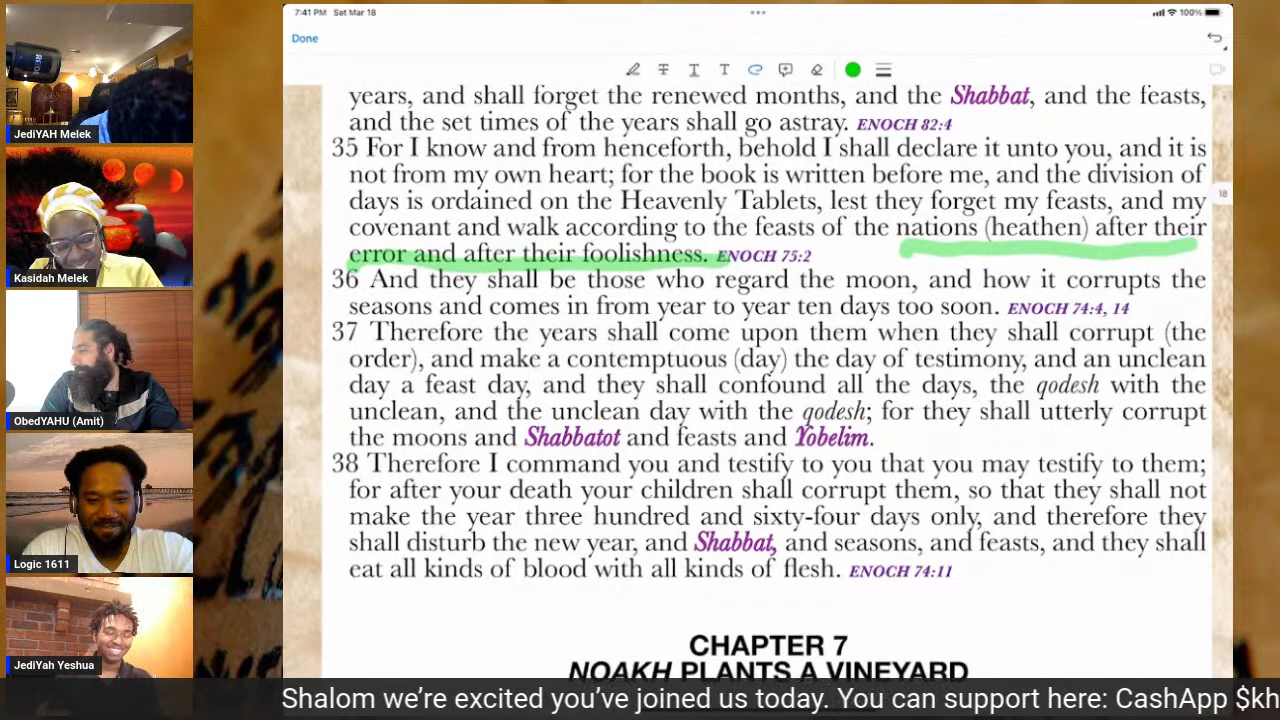 7:41 PM Sat Mar 18
100%
Done
years, and shall forget the renewed months, and the Shabbat, and the feasts,
and the set times of the years shall go astray. ENOCH 82:4
35 For I know and from henceforth, behold I shall declare it unto you, and it is
not from my own heart; for the book is written before me, and the division of
days is ordained on the Heavenly Tablets, lest they forget my feasts, and my
covenant and walk according to the feasts of the nations (heathen) after their
error and after their foolishness. ENOCH 75:2
36 And they shall be those who regard the moon, and how it corrupts the
seasons and comes in from year to year ten days too soon. ENOCH 74:4, 14
37 Therefore the years shall come upon them when they shall corrupt (the
order), and make a contemptuous (day) the day of testimony, and an unclean
day a feast day, and they shall confound all the days, the qodesh with the
unclean, and the unclean day with the qodesh; for they shall utterly corrupt
the moons and Shabbatot and feasts and Yobelim.
38 Therefore I command you and testify to you that you may testify to them;
for after your death your children shall corrupt them, so that they shall not
make the year three hundred and sixty-four days only, and therefore they
shall disturb the new year, and Shabbat, and seasons, and feasts, and they shall
eat all kinds of blood with all kinds of flesh. ENOCH 74:11
CHAPTER 7
NOAKH PLANTS A VINEYARD
18
JediYAH Melek
Kasidah Melek
ObedYAHU (Amit)
Logic 1611
JediYah Yeshua
Shalom we're excited you've joined us today. You can support here: CashApp $kh